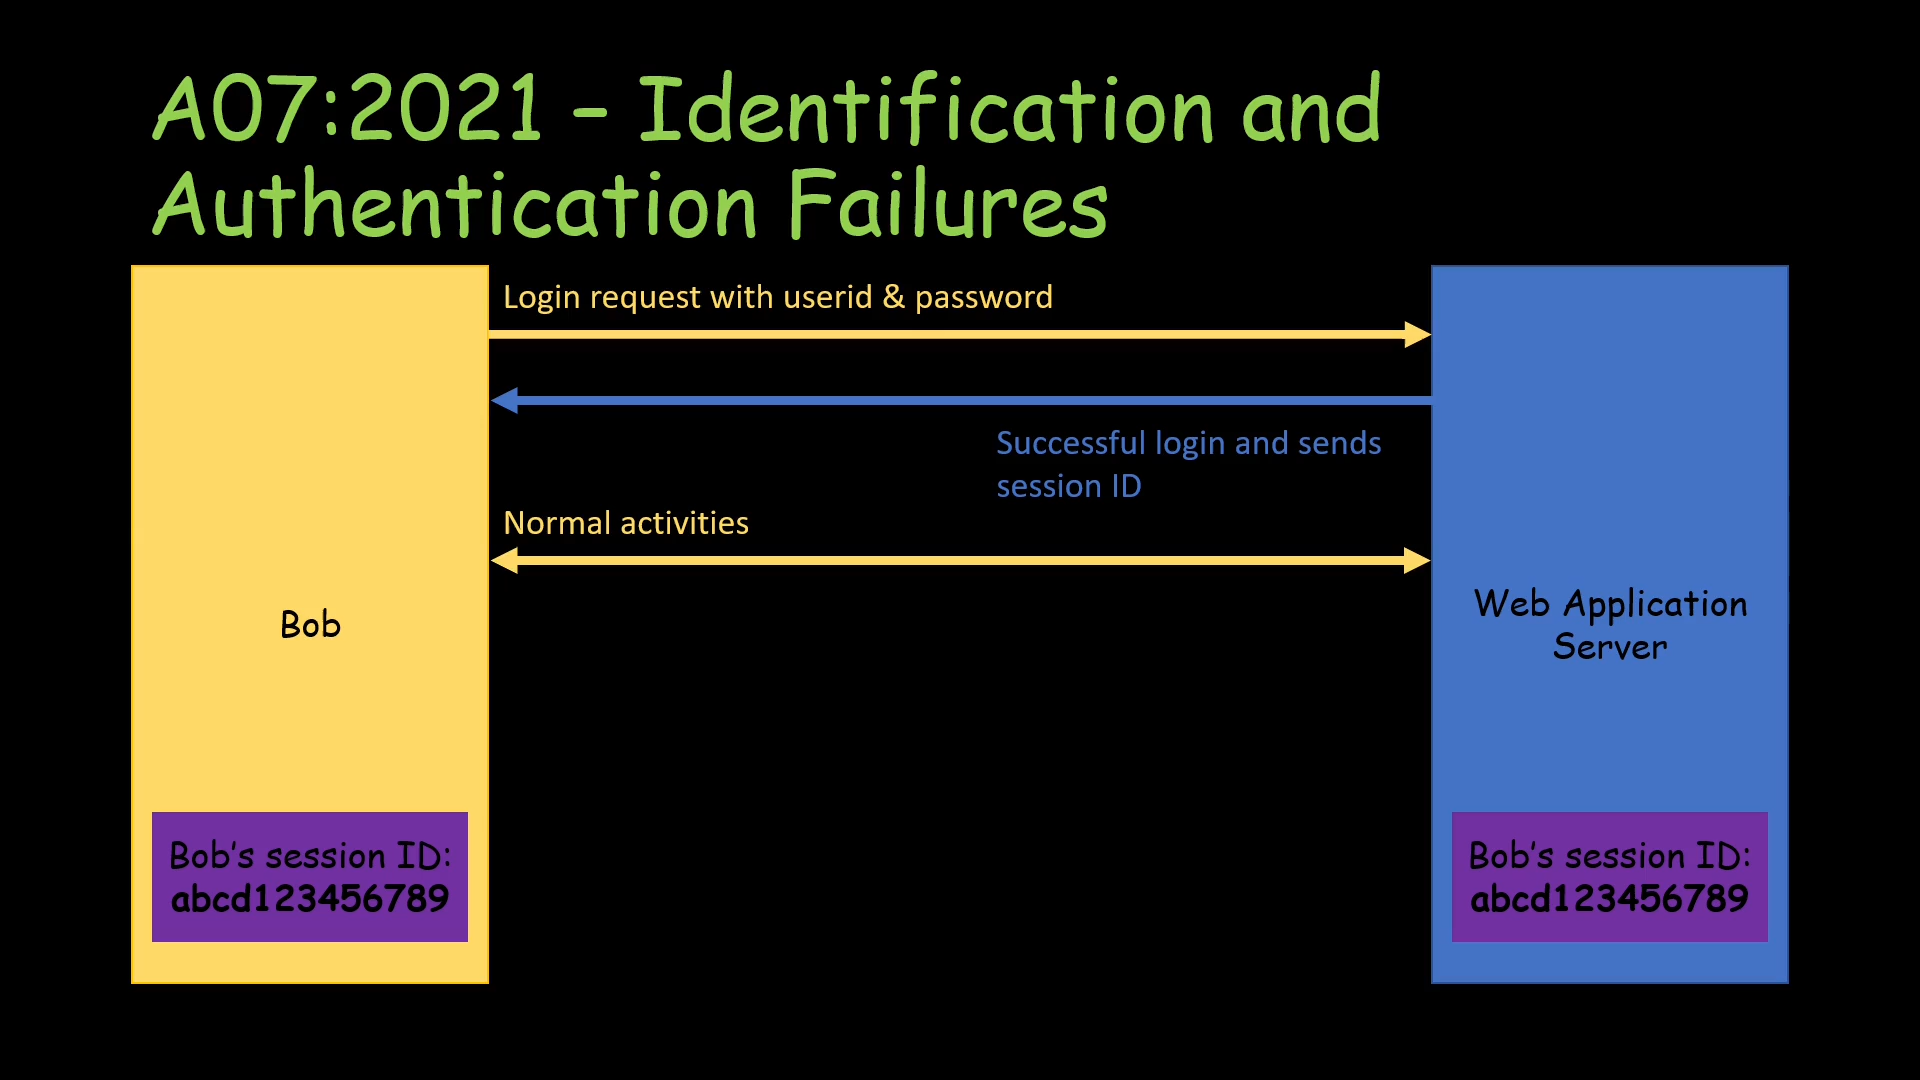 A07:2021 – Identification and
Authentication Failures
Login request with userid & password
Successful login and sends
session ID
Normal activities
Bob
Web Application
Server
Bob's session ID:
abcd123456789
Bob's session ID:
abcd123456789